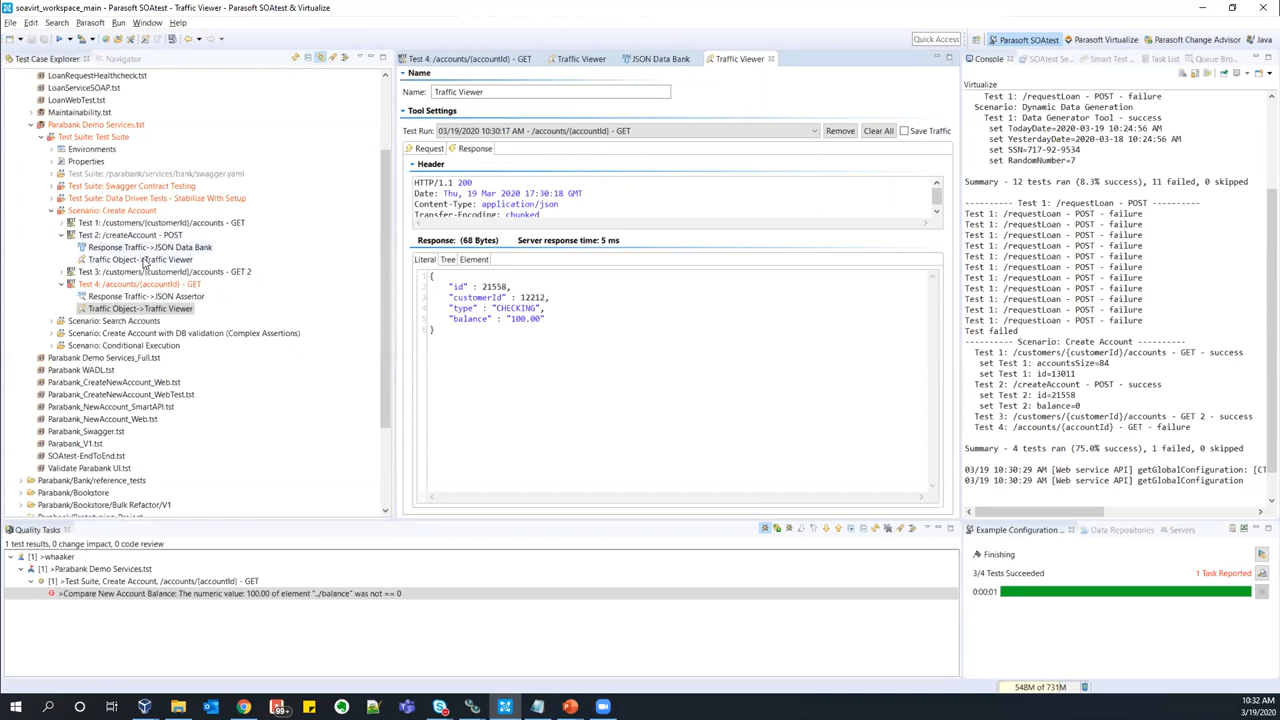 soavirt_workspace_main - Traffic Viewer - Parasoft SOAtest - Parasoft SOAtest & Virtualize
File Edit Search Parasoft Run Window Help
Quick Access
Parasoft SOAtest Parasoft Virtualize Parasoft Change Advisor Java
Test Case Explorer Navigator
LoanRequestHealthcheck.tst
LoanServiceSOAP.tst
LoanWebTest.tst
Maintainability.tst
Parabank Demo Services.tst
Test Suite: Test Suite
Environments
Properties
Test Suite: /parabank/services/bank/swagger.yaml
Test Suite: Swagger Contract Testing
Test Suite: Data Driven Tests - Stabilize With Setup
Scenario: Create Account
Test 1: /customers/{customerId}/accounts - GET
Test 2: /createAccount - POST
Response Traffic->JSON Data Bank
Traffic Object->Traffic Viewer
Test 3: /customers/{customerId}/accounts - GET 2
Test 4: /accounts/{accountId} - GET
Response Traffic->JSON Assertor
Traffic Object->Traffic Viewer
Scenario: Search Accounts
Scenario: Create Account with DB validation (Complex Assertions)
Scenario: Conditional Execution
Parabank Demo Services_Full.tst
Parabank WADL.tst
Parabank_CreateNewAccount_Web.tst
Parabank_CreateNewAccount_WebTest.tst
Parabank_NewAccount_SmartAPI.tst
Parabank_NewAccount_Web.tst
Parabank_Swagger.tst
Parabank_V1.tst
SOAtest-EndToEnd.tst
Validate Parabank UI.tst
Parabank/Bank/reference_tests
Parabank/Bookstore
Parabank/Bookstore/Bulk Refactor/V1
Test 4: /accounts/{accountId} - GET Traffic Viewer JSON Data Bank Traffic Viewer
Name
Name: Traffic Viewer
Tool Settings
Test Run: 03/19/2020 10:30:17 AM - /accounts/{accountId} - GET Remove Clear All Save Traffic
Request Response
Header
HTTP/1.1 200
Date: Thu, 19 Mar 2020 17:30:18 GMT
Content-Type: application/json
Transfer-Encoding: chunked
Response: (68 Bytes) Server response time: 5 ms
Literal Tree Element
1 {
2 "id" : 21558,
3 "customerId" : 12212,
4 "type" : "CHECKING",
5 "balance" : "100.00"
6 }
Console SOAtest Se... Smart Test ... Task List Queue Bro...
Virtualize
Test 1: /requestLoan - POST - failure
Scenario: Dynamic Data Generation
Test 1: Data Generator Tool - success
set TodayDate=2020-03-19 10:24:56 AM
set YesterdayDate=2020-03-18 10:24:56 AM
set SSN=717-92-9534
set RandomNumber=7
Summary - 12 tests ran (8.3% success), 11 failed, 0 skipped
---------- Test 1: /requestLoan - POST - failure
Test 1: /requestLoan - POST - failure
Test 1: /requestLoan - POST - failure
Test 1: /requestLoan - POST - failure
Test 1: /requestLoan - POST - failure
Test 1: /requestLoan - POST - failure
Test 1: /requestLoan - POST - failure
Test 1: /requestLoan - POST - failure
Test 1: /requestLoan - POST - failure
Test 1: /requestLoan - POST - failure
Test 1: /requestLoan - POST - failure
Test failed
---------- Scenario: Create Account
Test 1: /customers/{customerId}/accounts - GET - success
set Test 1: accountsSize=84
set Test 1: id=13011
Test 2: /createAccount - POST - success
set Test 2: id=21558
set Test 2: balance=0
Test 3: /customers/{customerId}/accounts - GET 2 - success
Test 4: /accounts/{accountId} - GET - failure
Summary - 4 tests ran (75.0% success), 1 failed, 0 skipped
03/19 10:30:29 AM [Web service API] getGlobalConfiguration: [CT
03/19 10:30:29 AM [Web service API] getGlobalConfiguration
Quality Tasks
1 test results, 0 change impact, 0 code review
[1] >whaaker
[1] >Parabank Demo Services.tst
[1] >Test Suite, Create Account, /accounts/{accountId} - GET
>Compare New Account Balance: The numeric value: 100.00 of element "../balance" was not == 0
Example Configuration ... Data Repositories Servers
Finishing
3/4 Tests Succeeded 1 Task Reported
0:00:01
548M of 731M
99+
10:32 AM
3/19/2020